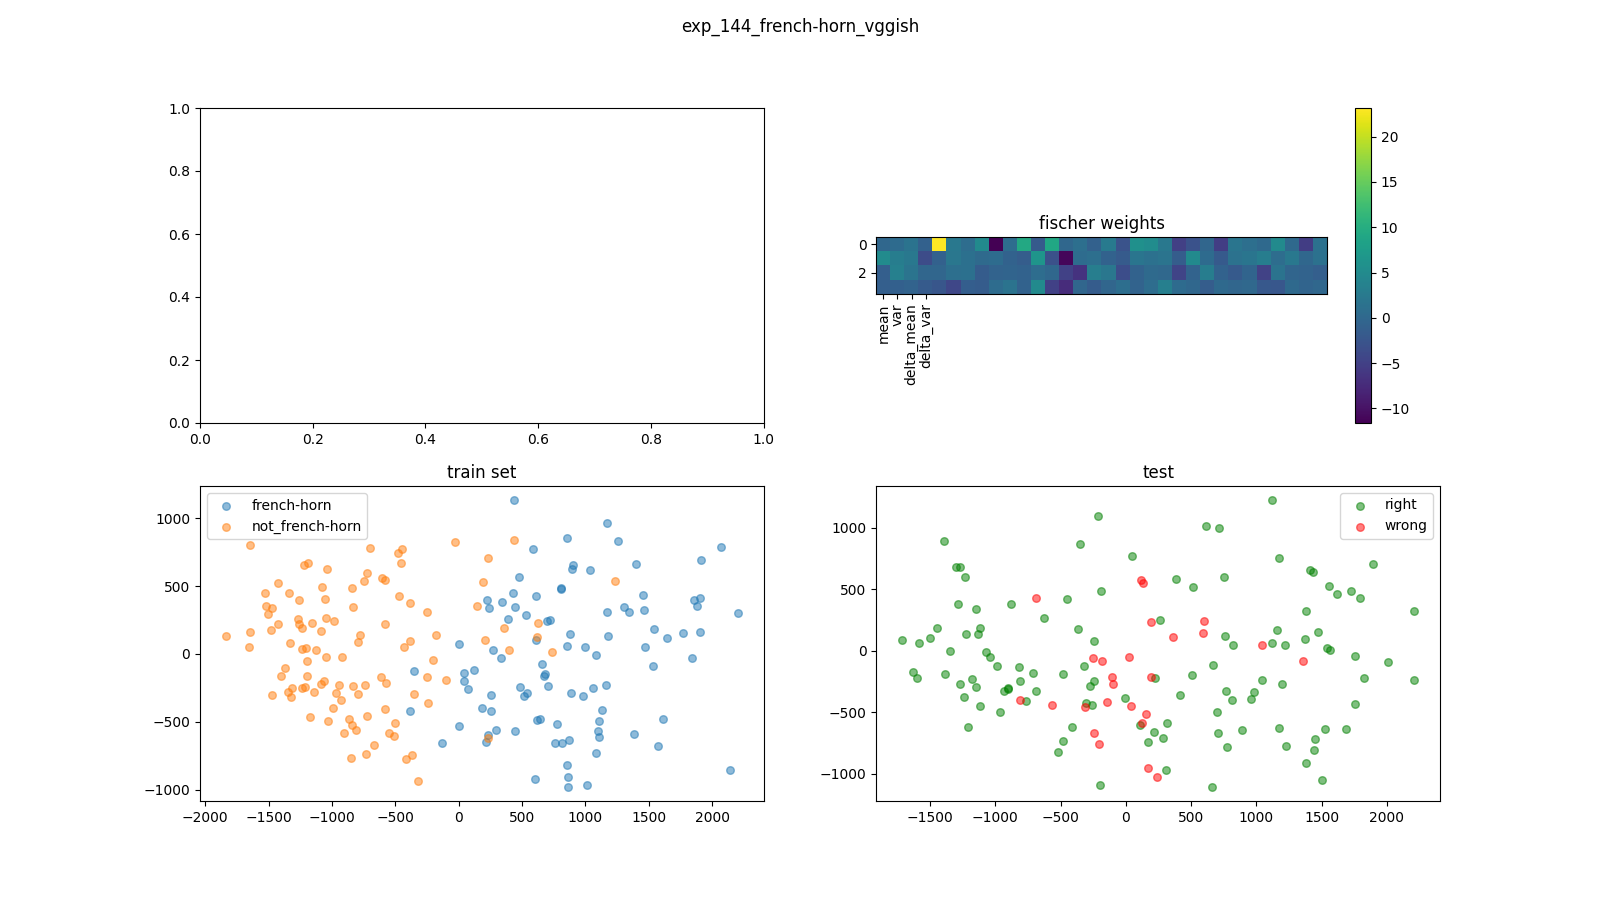 exp_144_french-horn_vggish
1.0
0.8
0.6
0.4
0.2
0.0
0.0 0.2 0.4 0.6 0.8 1.0
fischer weights
0
2
mean
var
delta_mean
delta_var
20
15
10
5
0
−5
−10
train set
french-horn
not_french-horn
1000
500
0
−500
−1000
−2000 −1500 −1000 −500 0 500 1000 1500 2000
test
right
wrong
1000
500
0
−500
−1000
−1500 −1000 −500 0 500 1000 1500 2000